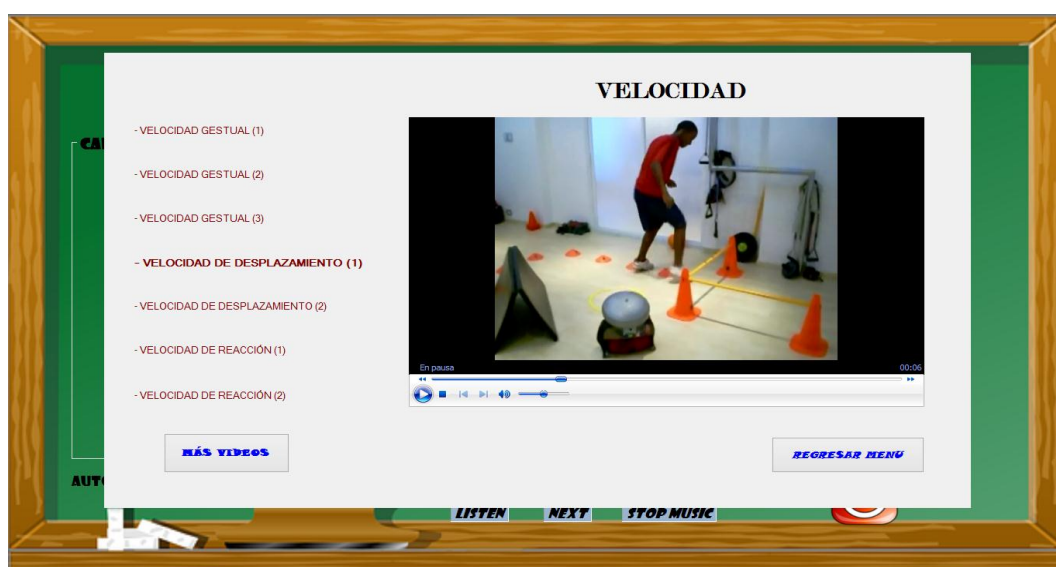 VELOCIDAD
- VELOCIDAD GESTUAL (1)
- VELOCIDAD GESTUAL (2)
- VELOCIDAD GESTUAL (3)
- VELOCIDAD DE DESPLAZAMIENTO (1)
- VELOCIDAD DE DESPLAZAMIENTO (2)
- VELOCIDAD DE REACCIÓN (1)
- VELOCIDAD DE REACCIÓN (2)
En pausa 00:06
MÁS VIDEOS
REGRESAR MENÚ
LISTEN NEXT STOP MUSIC